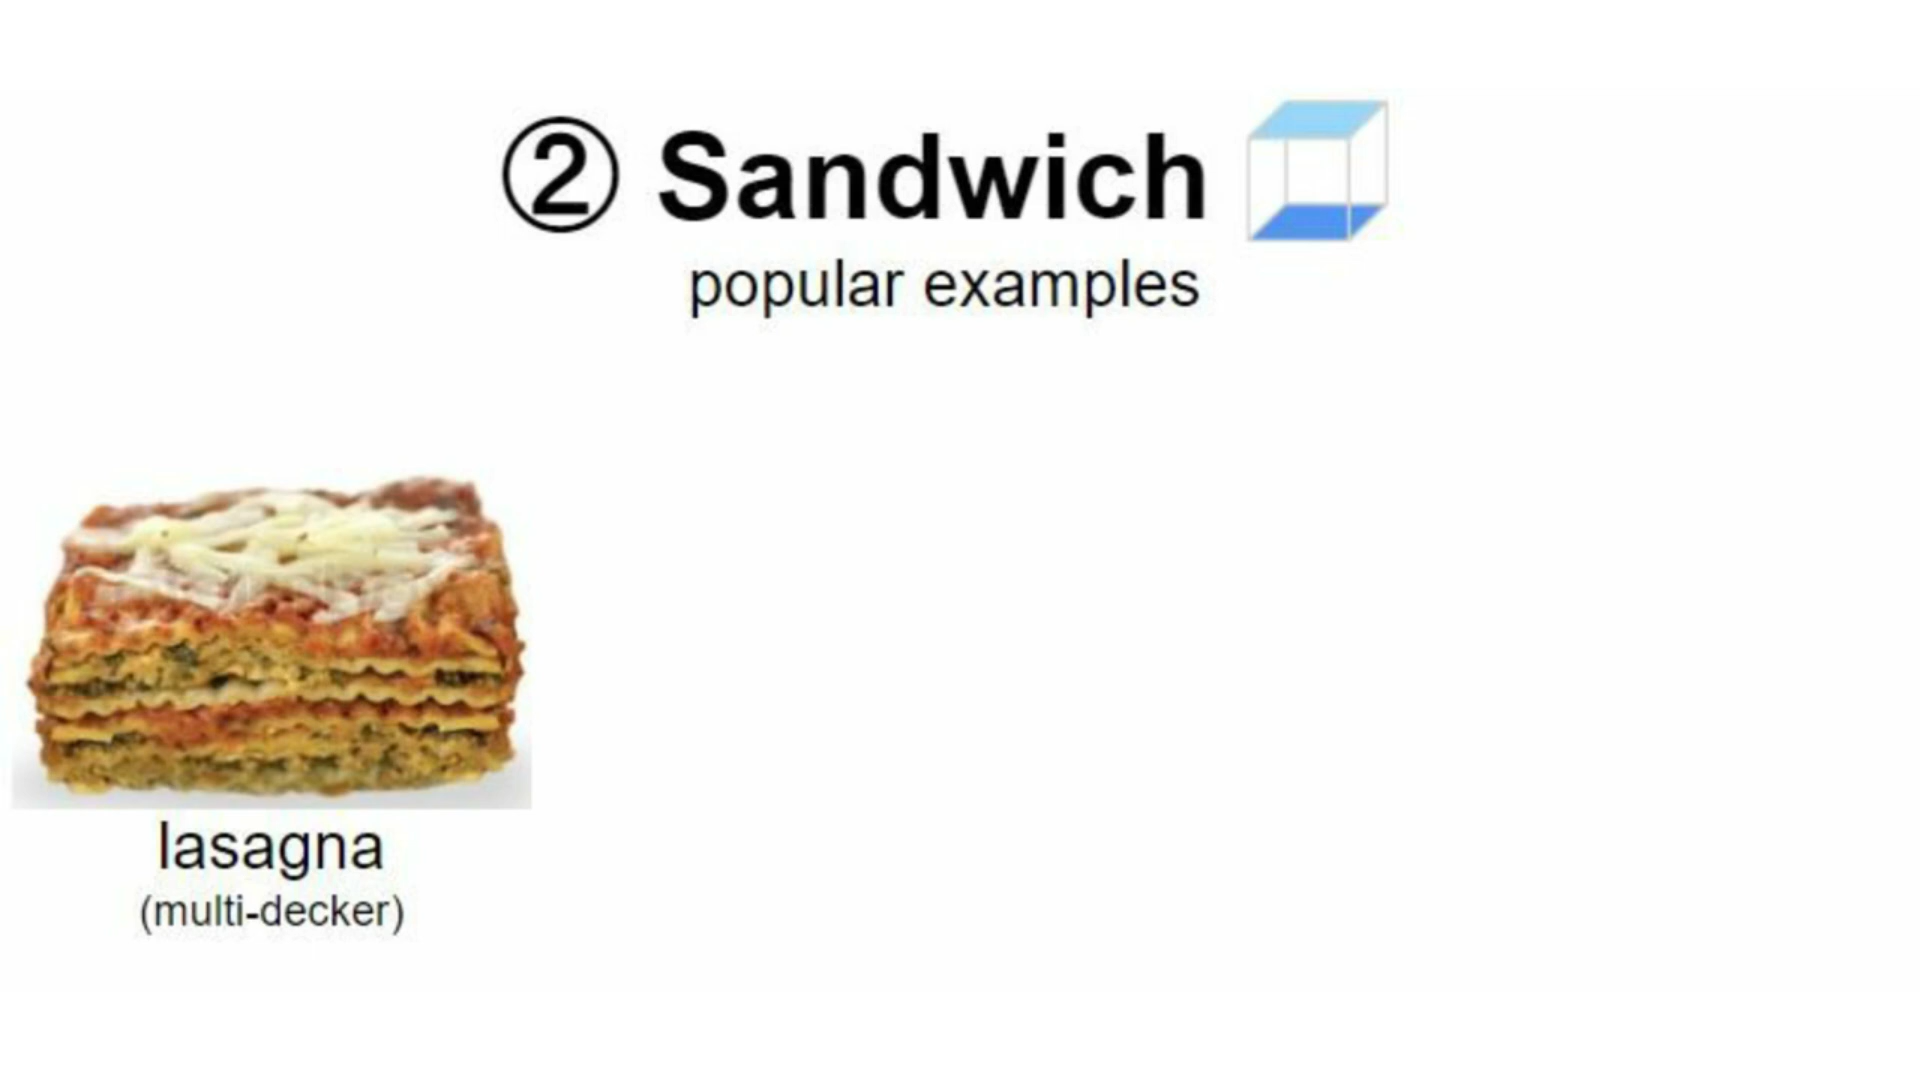 ② Sandwich
popular examples
lasagna
(multi-decker)